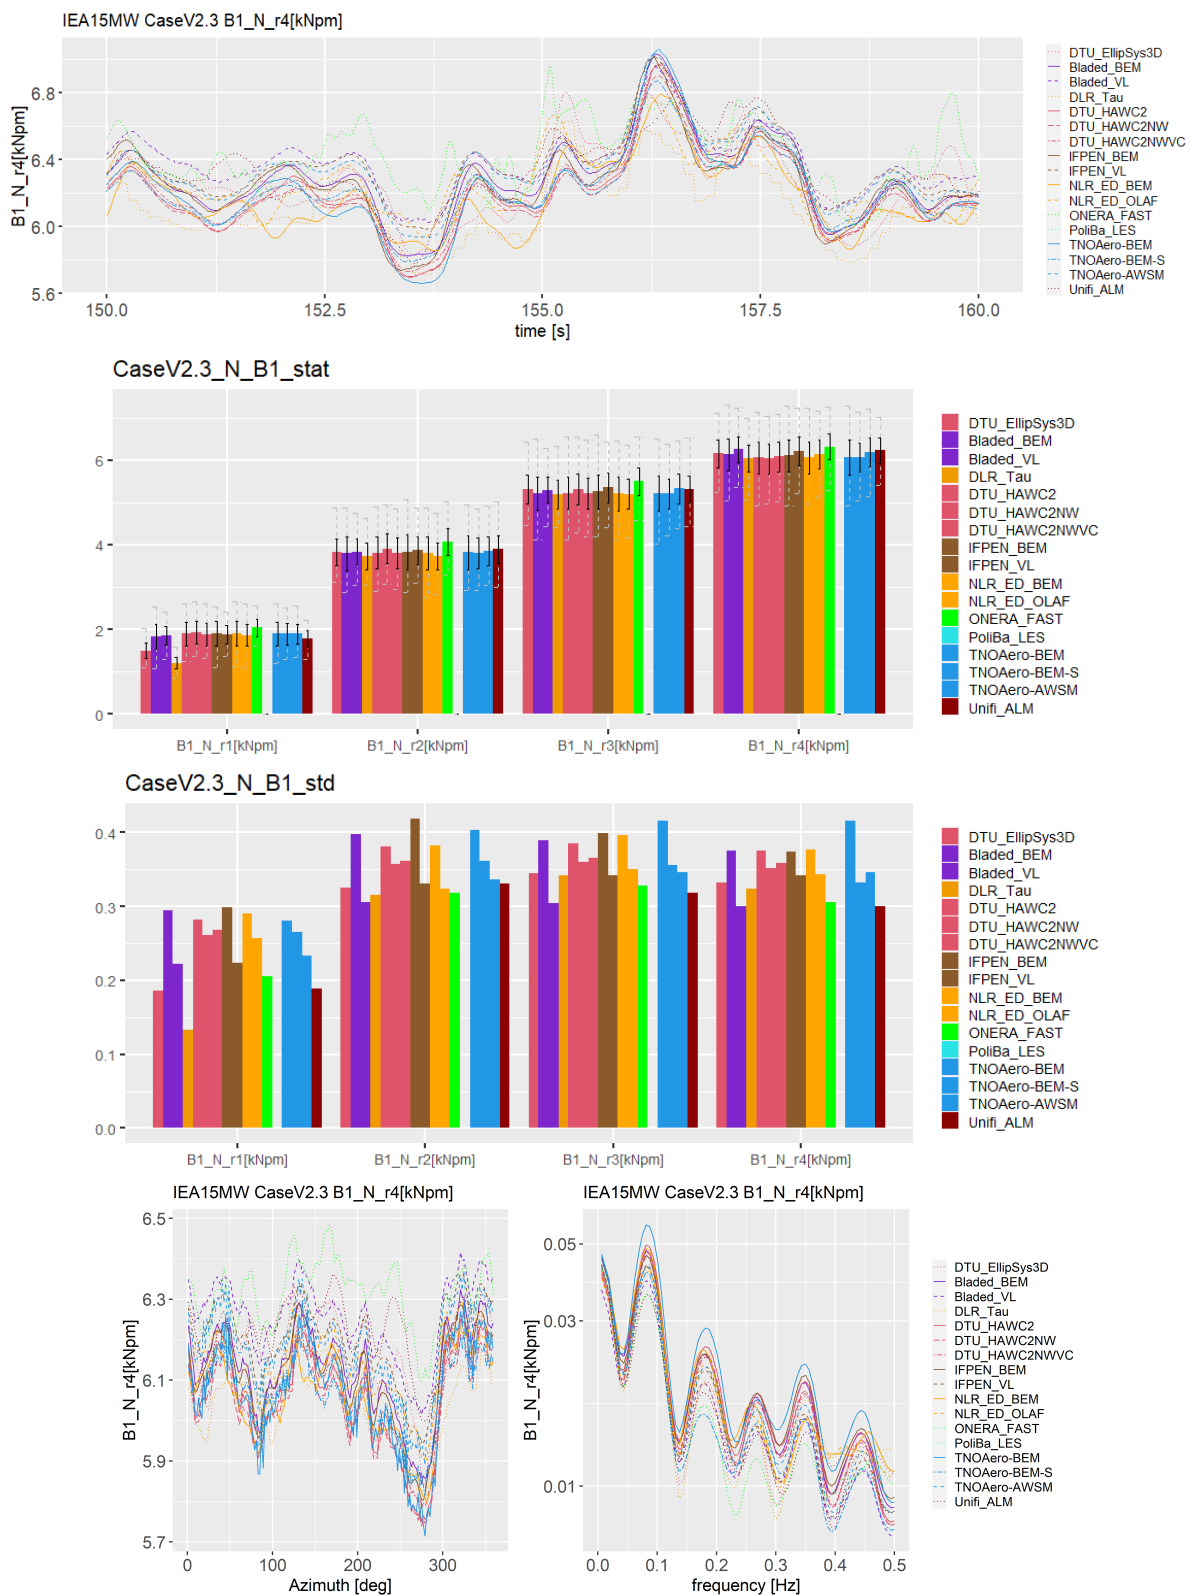 IEA15MW CaseV2.3 B1_N_r4[kNpm]
B1_N_r4[kNpm]
6.8
6.4
6.0
5.6
150.0 152.5 155.0 157.5 160.0
time [s]
DTU_EllipSys3D
Bladed_BEM
Bladed_VL
DLR_Tau
DTU_HAWC2
DTU_HAWC2NW
DTU_HAWC2NWVC
IFPEN_BEM
IFPEN_VL
NLR_ED_BEM
NLR_ED_OLAF
ONERA_FAST
PoliBa_LES
TNOAero-BEM
TNOAero-BEM-S
TNOAero-AWSM
Unifi_ALM
CaseV2.3_N_B1_stat
6
4
2
0
B1_N_r1[kNpm] B1_N_r2[kNpm] B1_N_r3[kNpm] B1_N_r4[kNpm]
DTU_EllipSys3D
Bladed_BEM
Bladed_VL
DLR_Tau
DTU_HAWC2
DTU_HAWC2NW
DTU_HAWC2NWVC
IFPEN_BEM
IFPEN_VL
NLR_ED_BEM
NLR_ED_OLAF
ONERA_FAST
PoliBa_LES
TNOAero-BEM
TNOAero-BEM-S
TNOAero-AWSM
Unifi_ALM
CaseV2.3_N_B1_std
0.4
0.3
0.2
0.1
0.0
B1_N_r1[kNpm] B1_N_r2[kNpm] B1_N_r3[kNpm] B1_N_r4[kNpm]
DTU_EllipSys3D
Bladed_BEM
Bladed_VL
DLR_Tau
DTU_HAWC2
DTU_HAWC2NW
DTU_HAWC2NWVC
IFPEN_BEM
IFPEN_VL
NLR_ED_BEM
NLR_ED_OLAF
ONERA_FAST
PoliBa_LES
TNOAero-BEM
TNOAero-BEM-S
TNOAero-AWSM
Unifi_ALM
IEA15MW CaseV2.3 B1_N_r4[kNpm]
B1_N_r4[kNpm]
6.5
6.3
6.1
5.9
5.7
0 100 200 300
Azimuth [deg]
IEA15MW CaseV2.3 B1_N_r4[kNpm]
B1_N_r4[kNpm]
0.05
0.03
0.01
0.0 0.1 0.2 0.3 0.4 0.5
frequency [Hz]
DTU_EllipSys3D
Bladed_BEM
Bladed_VL
DLR_Tau
DTU_HAWC2
DTU_HAWC2NW
DTU_HAWC2NWVC
IFPEN_BEM
IFPEN_VL
NLR_ED_BEM
NLR_ED_OLAF
ONERA_FAST
PoliBa_LES
TNOAero-BEM
TNOAero-BEM-S
TNOAero-AWSM
Unifi_ALM